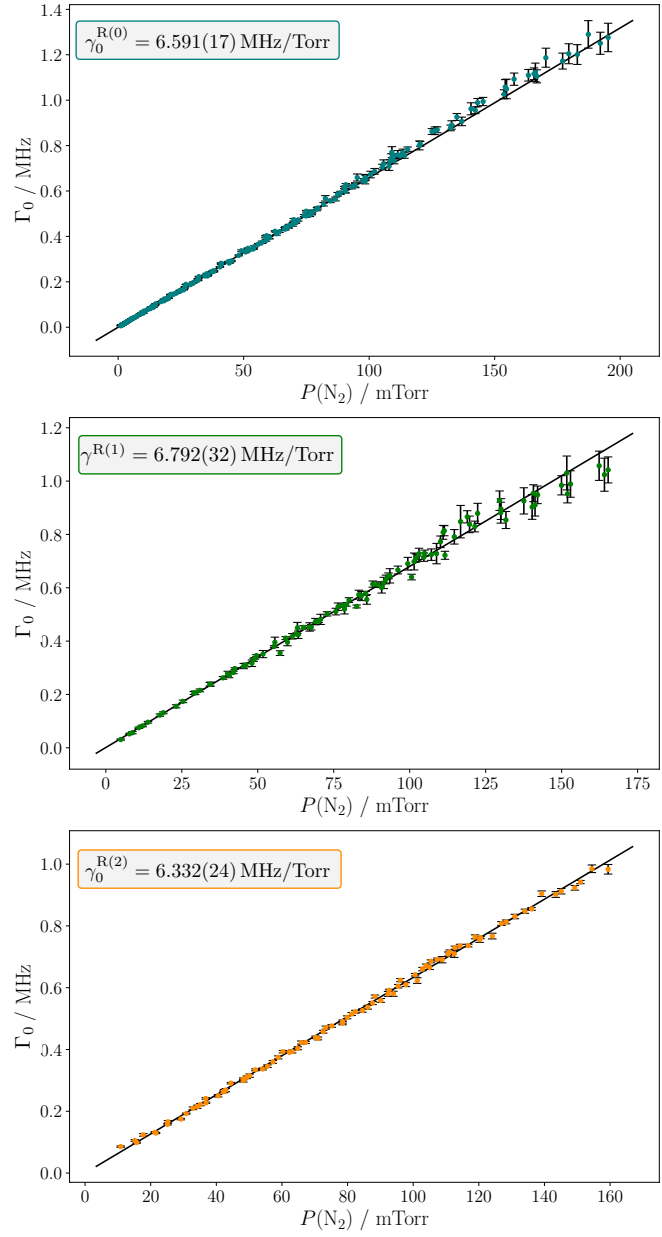 1.4
γ₀ᴿ⁽⁰⁾ = 6.591(17) MHz/Torr
1.2
1.0
0.8
0.6
0.4
0.2
0.0
Γ₀ / MHz
0 50 100 150 200
P(N₂) / mTorr
1.2
γᴿ⁽¹⁾ = 6.792(32) MHz/Torr
1.0
0.8
0.6
0.4
0.2
0.0
Γ₀ / MHz
0 25 50 75 100 125 150 175
P(N₂) / mTorr
1.0
γ₀ᴿ⁽²⁾ = 6.332(24) MHz/Torr
0.8
0.6
0.4
0.2
0.0
Γ₀ / MHz
0 20 40 60 80 100 120 140 160
P(N₂) / mTorr